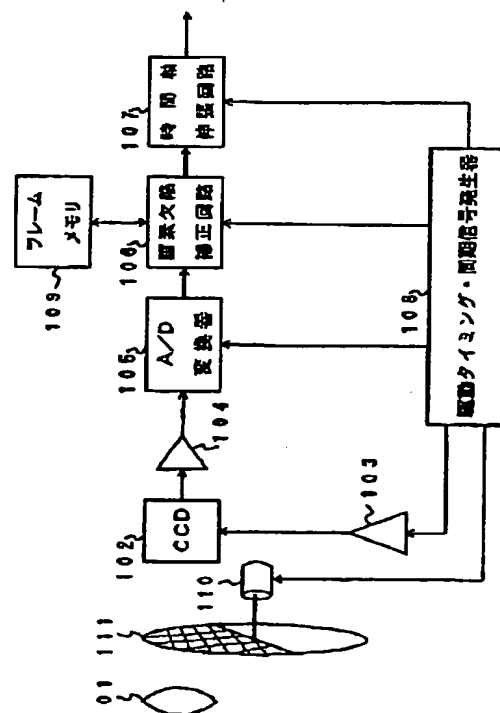 01
111
110
102
CCD
103
104
105
A/D
変換器
106
画素欠陥
補正回路
107
時間軸
伸張回路
109
フレーム
メモリ
108
駆動タイミング・同期信号発生器